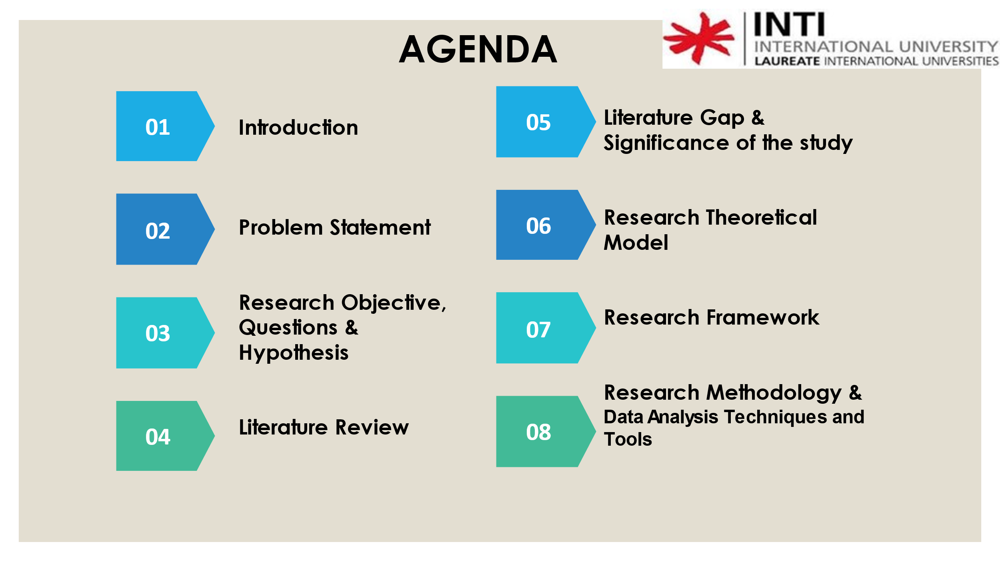 AGENDA
INTI
INTERNATIONAL UNIVERSITY
LAUREATE INTERNATIONAL UNIVERSITIES
01
Introduction
02
Problem Statement
03
Research Objective,
Questions &
Hypothesis
04
Literature Review
05
Literature Gap &
Significance of the study
06
Research Theoretical
Model
07
Research Framework
08
Research Methodology &
Data Analysis Techniques and
Tools